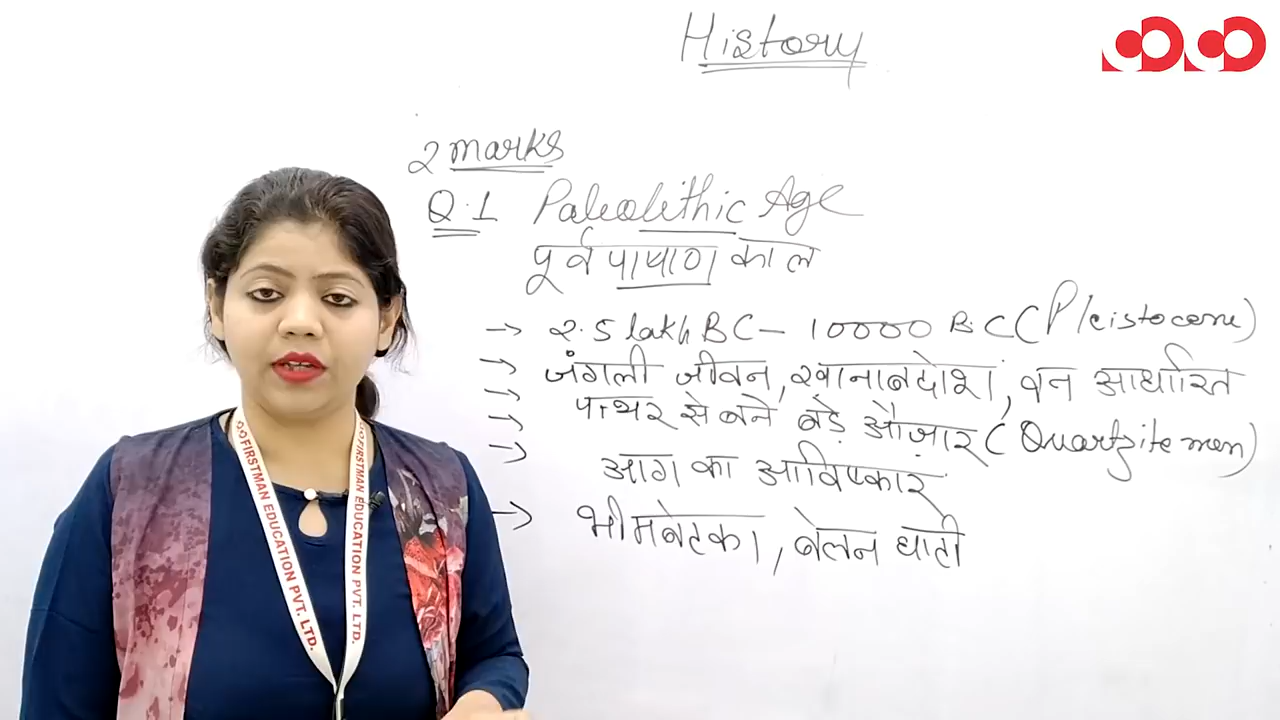 History
2 marks
Q.1 Paleolithic Age
पूर्व पाषाण काल
→ 2.5 lakh BC – 10000 B.C (Pleistocene)
→ जंगली जीवन, खानाबदोश, वन आधारित
→ पत्थर से बने बड़े औज़ार (Quartzite men)
→ आग का आविष्कार
→ भीमबेटका, बेलन घाटी
FIRSTMAN EDUCATION PVT. LTD.
FIRSTMAN EDUCATION PVT. LTD.